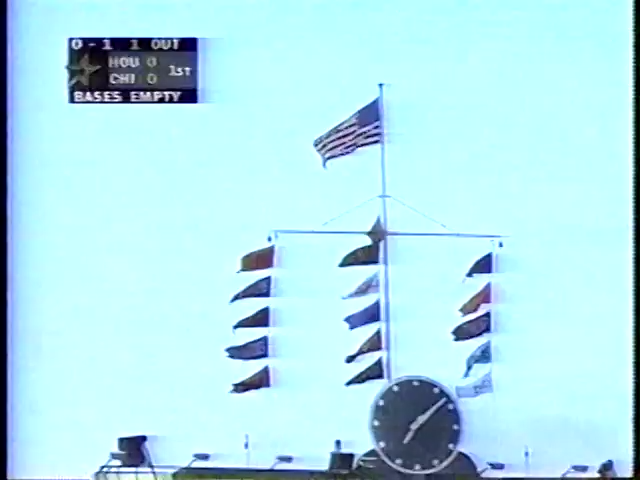 0 - 1 1 OUT
HOU 0
CHI 0
1ST
BASES EMPTY